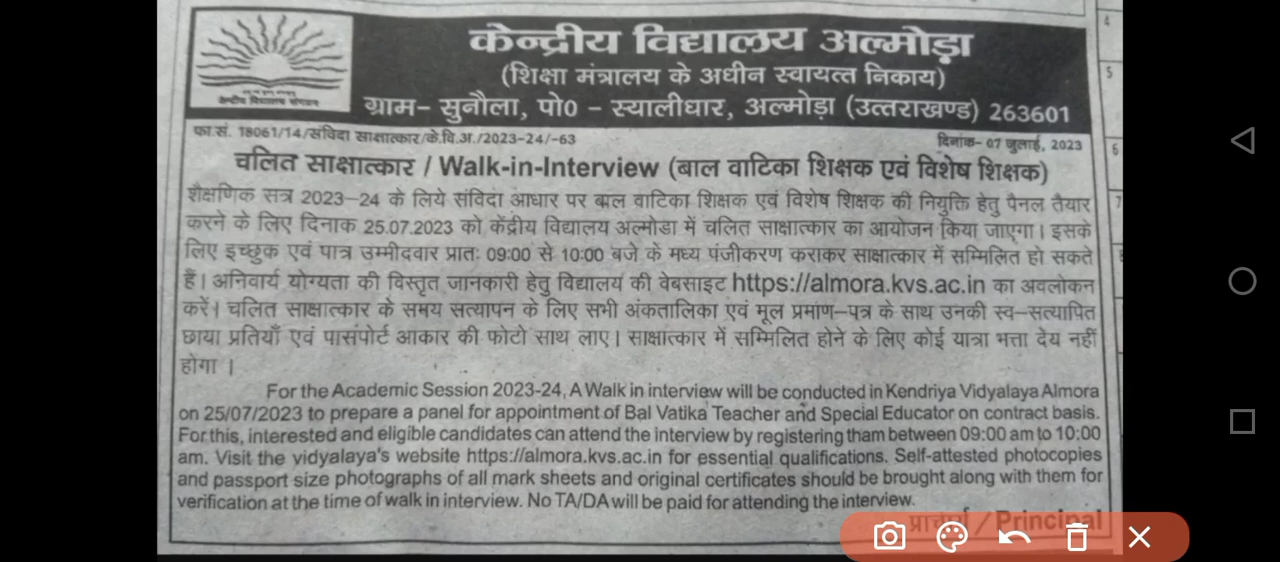 केन्द्रीय विद्यालय संगठन
केन्द्रीय विद्यालय अल्मोड़ा
(शिक्षा मंत्रालय के अधीन स्वायत्त निकाय)
ग्राम– सुनौला, पो0 – स्यालीधार, अल्मोड़ा (उत्तराखण्ड) 263601
फा.सं. 18061/14/संविदा साक्षात्कार/के.वि.अ./2023-24/-63
दिनांक- 07 जुलाई, 2023
चलित साक्षात्कार / Walk-in-Interview (बाल वाटिका शिक्षक एवं विशेष शिक्षक)
शैक्षणिक सत्र 2023–24 के लिये संविदा आधार पर बाल वाटिका शिक्षक एवं विशेष शिक्षक की नियुक्ति हेतु पैनल तैयार
करने के लिए दिनाक 25.07.2023 को केंद्रीय विद्यालय अल्मोडा में चलित साक्षात्कार का आयोजन किया जाएगा। इसके
लिए इच्छुक एवं पात्र उम्मीदवार प्रातः 09:00 से 10:00 बजे के मध्य पंजीकरण कराकर साक्षात्कार में सम्मिलित हो सकते
हैं। अनिवार्य योग्यता की विस्तृत जानकारी हेतु विद्यालय की वेबसाइट https://almora.kvs.ac.in का अवलोकन
करें। चलित साक्षात्कार के समय सत्यापन के लिए सभी अंकतालिका एवं मूल प्रमाण–पत्र के साथ उनकी स्व–सत्यापित
छाया प्रतियाँ एवं पासपोर्ट आकार की फोटो साथ लाए। साक्षात्कार में सम्मिलित होने के लिए कोई यात्रा भत्ता देय नहीं
होगा ।
For the Academic Session 2023-24, A Walk in interview will be conducted in Kendriya Vidyalaya Almora
on 25/07/2023 to prepare a panel for appointment of Bal Vatika Teacher and Special Educator on contract basis.
For this, interested and eligible candidates can attend the interview by registering tham between 09:00 am to 10:00
am. Visit the vidyalaya's website https://almora.kvs.ac.in for essential qualifications. Self-attested photocopies
and passport size photographs of all mark sheets and original certificates should be brought along with them for
verification at the time of walk in interview. No TA/DA will be paid for attending the interview.
प्राचार्य / Principal
4
5
6
7